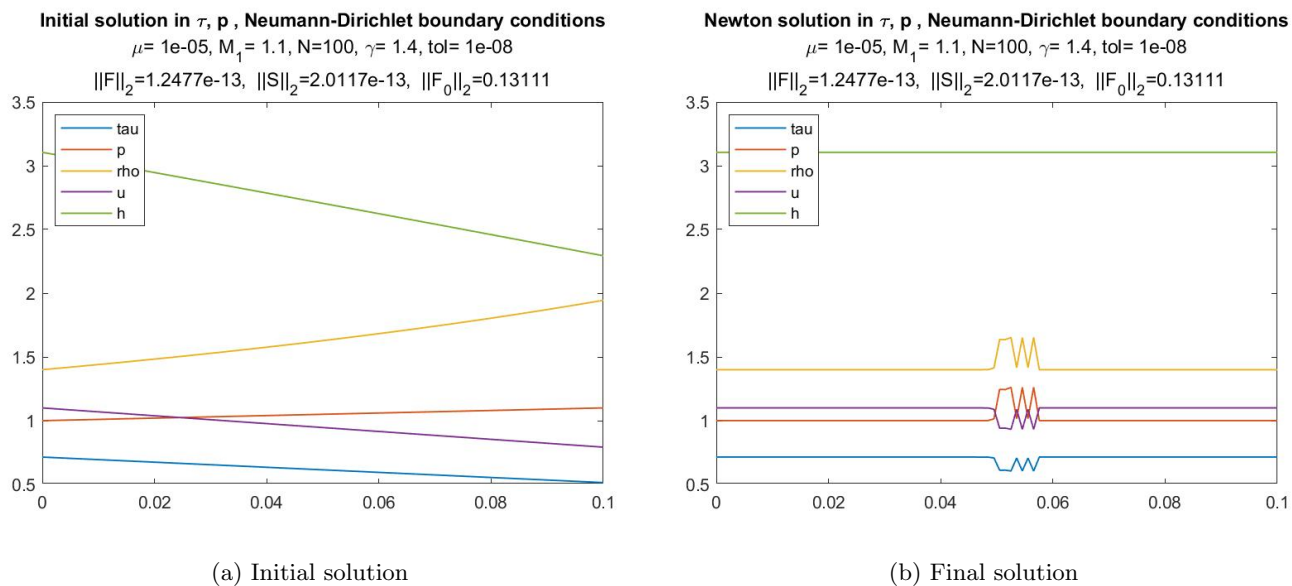 Initial solution in τ, p , Neumann-Dirichlet boundary conditions
μ= 1e-05, M₁= 1.1, N=100, γ= 1.4, tol= 1e-08
||F||₂=1.2477e-13, ||S||₂=2.0117e-13, ||F₀||₂=0.13111
3.5
3
2.5
2
1.5
1
0.5
tau
p
rho
u
h
0
0.02
0.04
0.06
0.08
0.1
(a) Initial solution
Newton solution in τ, p , Neumann-Dirichlet boundary conditions
μ= 1e-05, M₁= 1.1, N=100, γ= 1.4, tol= 1e-08
||F||₂=1.2477e-13, ||S||₂=2.0117e-13, ||F₀||₂=0.13111
3.5
3
2.5
2
1.5
1
0.5
tau
p
rho
u
h
0
0.02
0.04
0.06
0.08
0.1
(b) Final solution